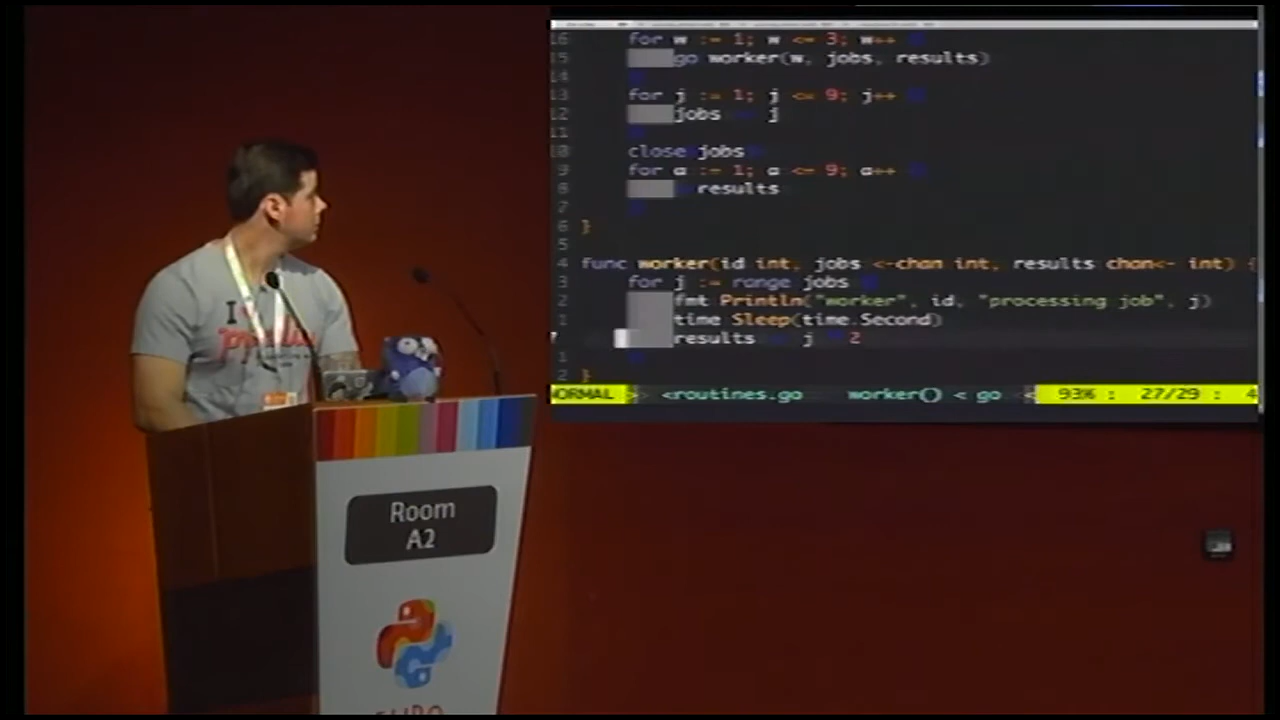 16 for w := 1; w <= 3; w++
15 go worker(w, jobs, results)
14
13 for j := 1; j <= 9; j++
12 jobs j
11
10 close jobs
9 for a := 1; a <= 9; a++
8 results
7
6 }
5
4 func worker(id int, jobs <-chan int, results chan<- int) {
3 for j := range jobs
2 fmt Println("worker", id, "processing job", j)
1 time Sleep(time.Second)
7 results j 2
1
2 }
NORMAL <routines.go worker() < go < 93% : 27/29 : 4
I
Room
A2
EURO